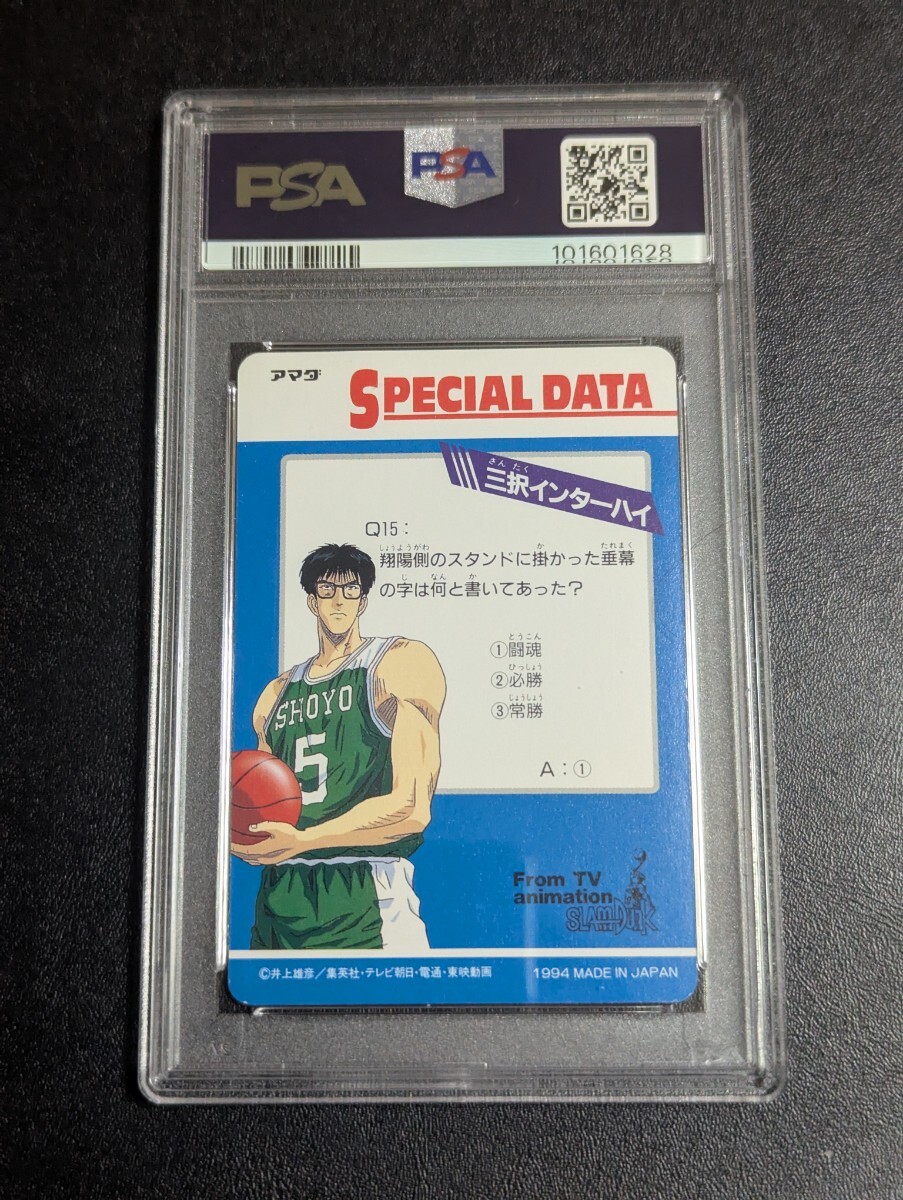 PSA
PSA
101601628
アマダ
SPECIAL DATA
さんたく
三択インターハイ
Q15:
しょうようがわ か たれまく
翔陽側のスタンドに掛かった垂幕
じ なん か
の字は何と書いてあった?
とうこん
①闘魂
ひっしょう
②必勝
じょうしょう
③常勝
A:①
SHOYO
5
From TV
animation
SLAM DUNK
©井上雄彦/集英社・テレビ朝日・電通・東映動画 1994 MADE IN JAPAN